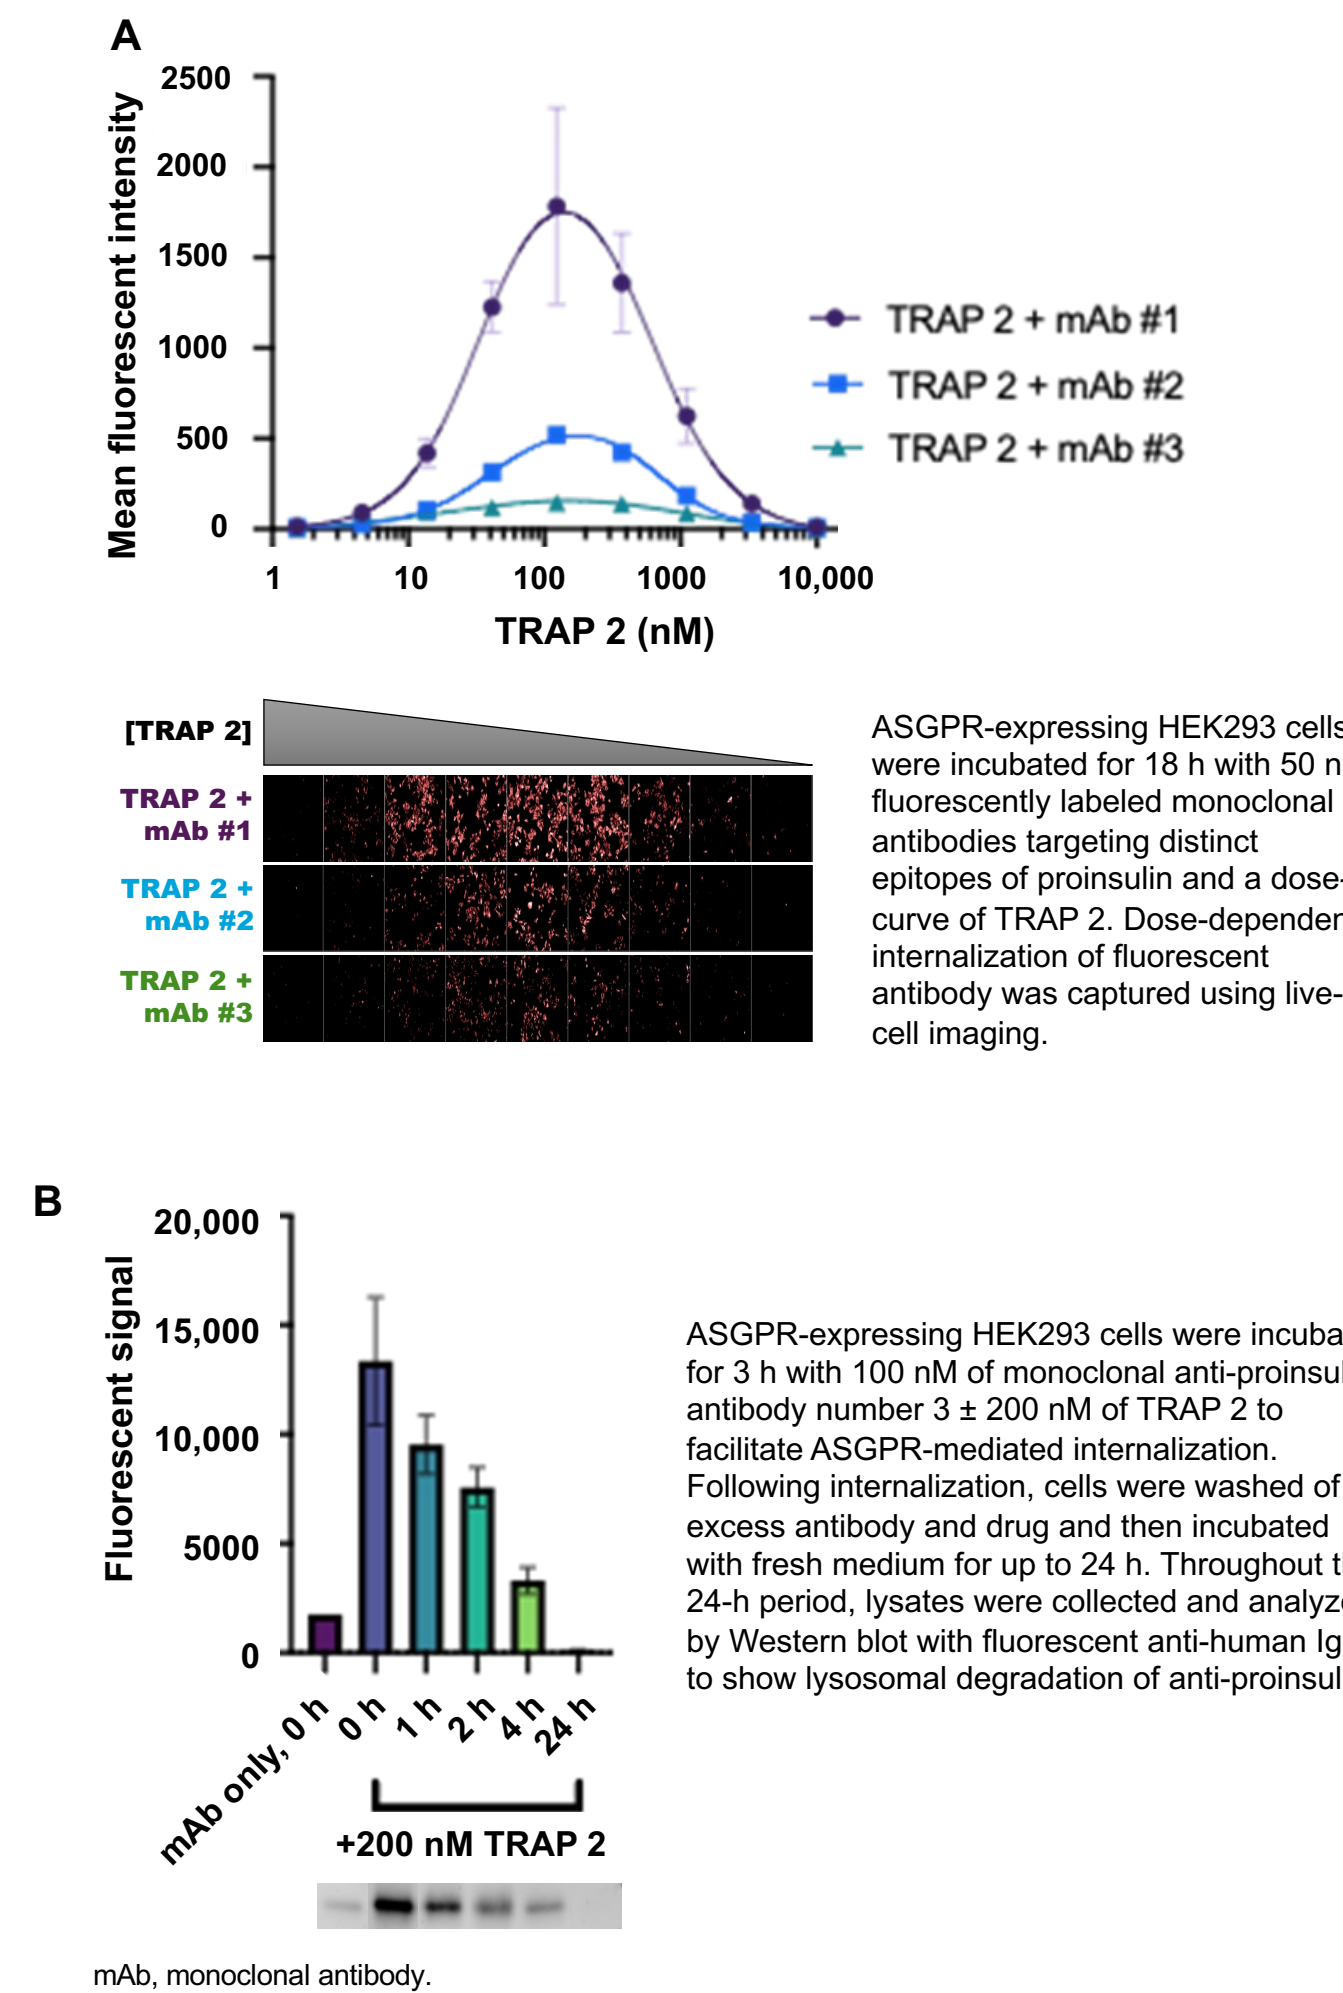 A
Mean fluorescent intensity
2500
2000
1500
1000
500
0
1 10 100 1000 10,000
TRAP 2 (nM)
TRAP 2 + mAb #1
TRAP 2 + mAb #2
TRAP 2 + mAb #3
[TRAP 2]
TRAP 2 +
mAb #1
TRAP 2 +
mAb #2
TRAP 2 +
mAb #3
ASGPR-expressing HEK293 cells
were incubated for 18 h with 50 n
fluorescently labeled monoclonal
antibodies targeting distinct
epitopes of proinsulin and a dose-
curve of TRAP 2. Dose-dependen
internalization of fluorescent
antibody was captured using live-
cell imaging.
B
Fluorescent signal
20,000
15,000
10,000
5000
0
mAb only, 0 h
0 h
1 h
2 h
4 h
24 h
+200 nM TRAP 2
ASGPR-expressing HEK293 cells were incuba
for 3 h with 100 nM of monoclonal anti-proinsul
antibody number 3 ± 200 nM of TRAP 2 to
facilitate ASGPR-mediated internalization.
Following internalization, cells were washed of
excess antibody and drug and then incubated
with fresh medium for up to 24 h. Throughout t
24-h period, lysates were collected and analyz
by Western blot with fluorescent anti-human Ig
to show lysosomal degradation of anti-proinsul
mAb, monoclonal antibody.